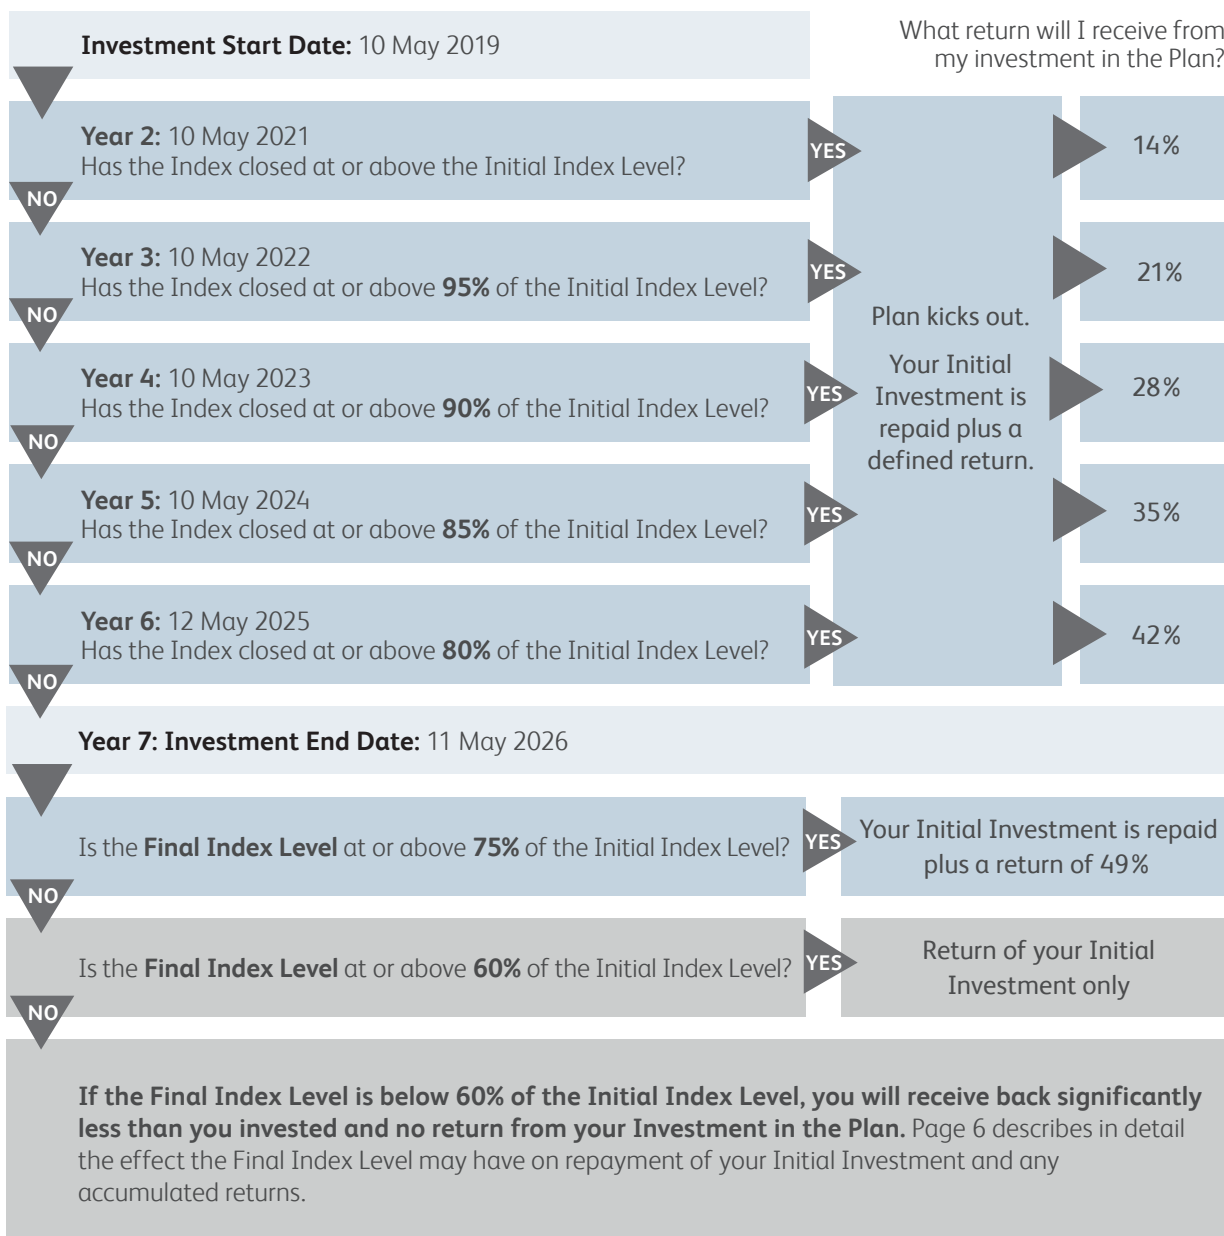 Investment Start Date: 10 May 2019
What return will I receive from
my investment in the Plan?
Year 2: 10 May 2021
Has the Index closed at or above the Initial Index Level?
YES
14%
NO
Year 3: 10 May 2022
Has the Index closed at or above 95% of the Initial Index Level?
YES
21%
NO
Plan kicks out.
Your Initial
Investment is
repaid plus a
defined return.
Year 4: 10 May 2023
Has the Index closed at or above 90% of the Initial Index Level?
YES
28%
NO
Year 5: 10 May 2024
Has the Index closed at or above 85% of the Initial Index Level?
YES
35%
NO
Year 6: 12 May 2025
Has the Index closed at or above 80% of the Initial Index Level?
YES
42%
NO
Year 7: Investment End Date: 11 May 2026
Is the Final Index Level at or above 75% of the Initial Index Level?
YES
Your Initial Investment is repaid
plus a return of 49%
NO
Is the Final Index Level at or above 60% of the Initial Index Level?
YES
Return of your Initial
Investment only
NO
If the Final Index Level is below 60% of the Initial Index Level, you will receive back significantly
less than you invested and no return from your Investment in the Plan. Page 6 describes in detail
the effect the Final Index Level may have on repayment of your Initial Investment and any
accumulated returns.